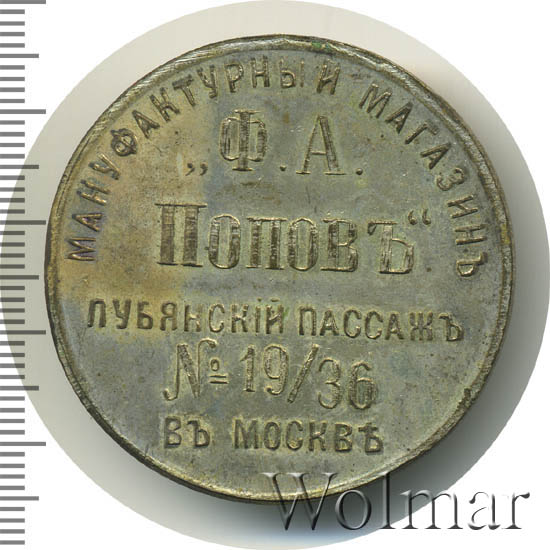 МАНУФАКТУРНЫЙ МАГАЗИНЪ
„Ф.А.
ПОПОВЪ“
ЛУБЯНСКІЙ ПАССАЖЪ
№ 19/36
ВЪ МОСКВѢ
Wolmar